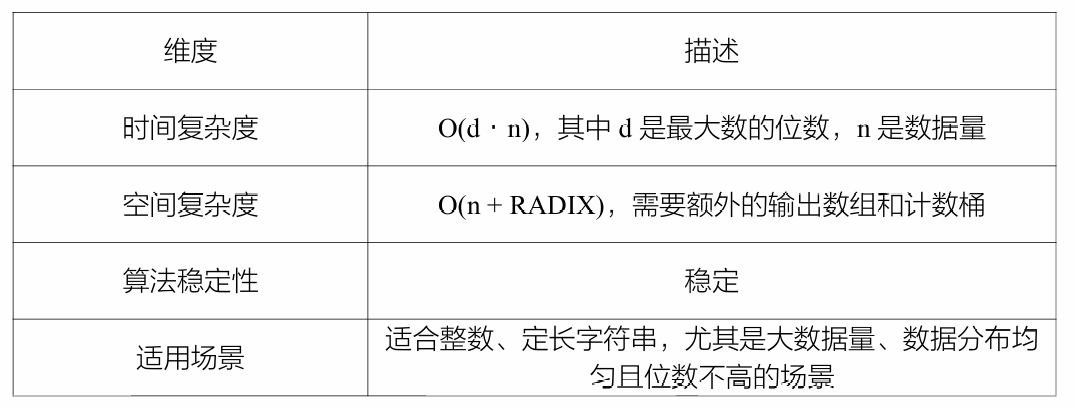 维度
描述
时间复杂度
O(d · n)，其中 d 是最大数的位数，n 是数据量
空间复杂度
O(n + RADIX)，需要额外的输出数组和计数桶
算法稳定性
稳定
适用场景
适合整数、定长字符串，尤其是大数据量、数据分布均
匀且位数不高的场景